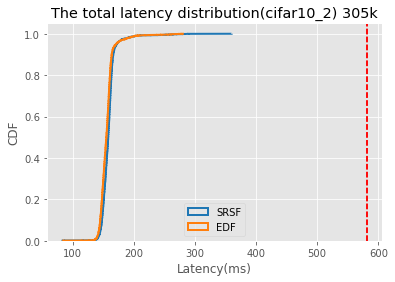 The total latency distribution(cifar10_2) 305k
1.0
0.8
0.6
0.4
0.2
0.0
CDF
SRSF
EDF
100 200 300 400 500 600
Latency(ms)